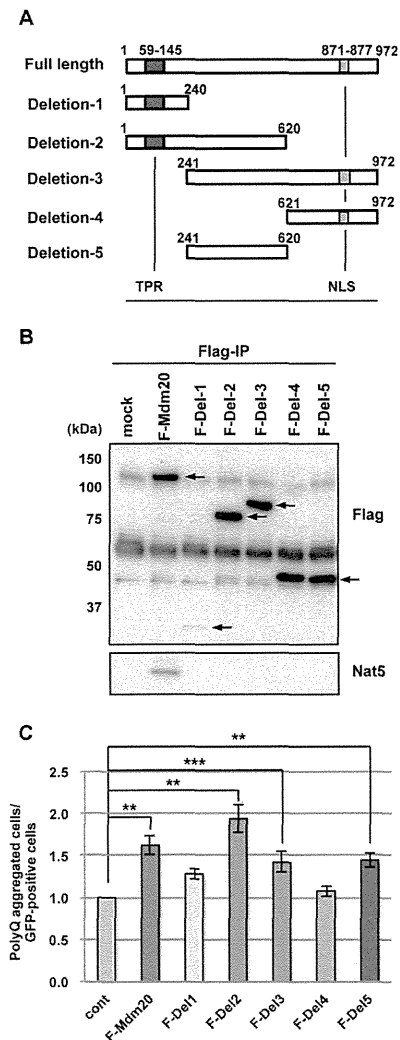 A
1 59-145 871-877 972
Full length
1 240
Deletion-1
1 620
Deletion-2
241 972
Deletion-3
621 972
Deletion-4
241 620
Deletion-5
TPR NLS
B
Flag-IP
mock
F-Mdm20
F-Del-1
F-Del-2
F-Del-3
F-Del-4
F-Del-5
(kDa)
150
100
75
50
37
Flag
Nat5
C
**
***
**
**
2.5
2.0
1.5
1.0
0.5
0.0
PolyQ aggregated cells/
GFP-positive cells
cont
F-Mdm20
F-Del1
F-Del2
F-Del3
F-Del4
F-Del5